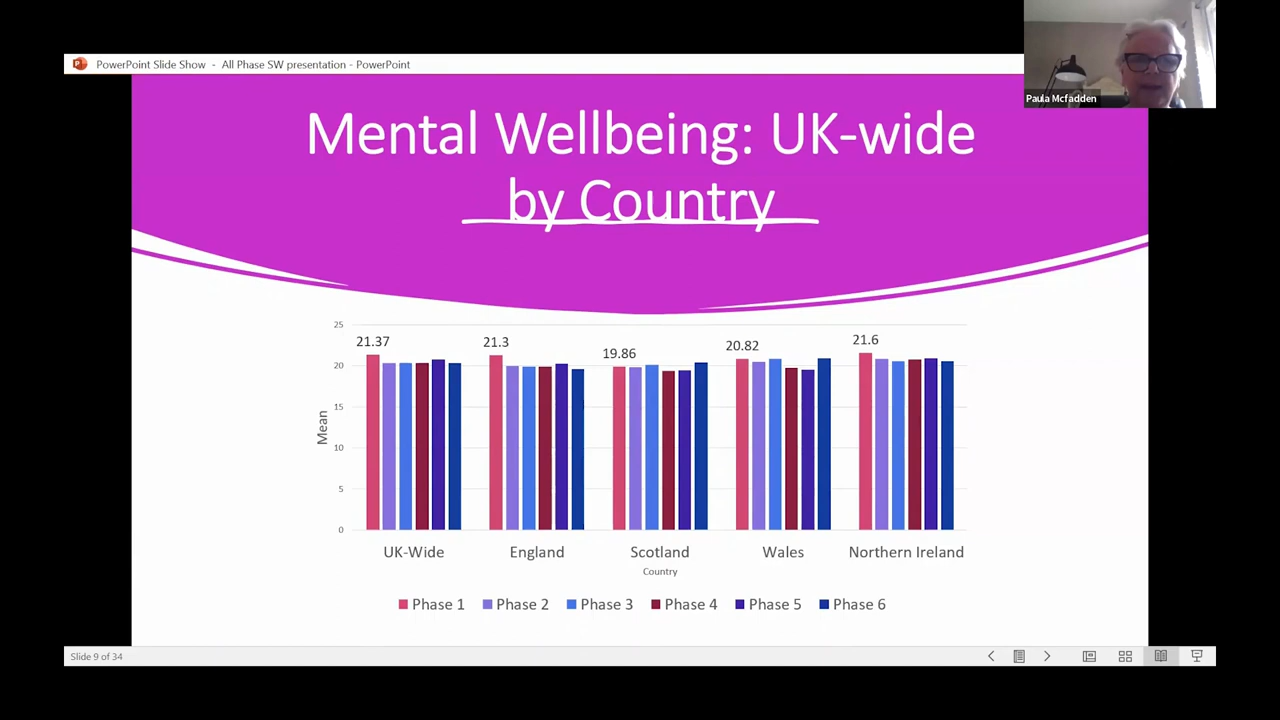 PowerPoint Slide Show - All Phase SW presentation - PowerPoint
Paula Mcfadden
Mental Wellbeing: UK-wide
by Country
25
20
15
10
5
0
Mean
21.37
21.3
19.86
20.82
21.6
UK-Wide
England
Scotland
Wales
Northern Ireland
Country
Phase 1
Phase 2
Phase 3
Phase 4
Phase 5
Phase 6
Slide 9 of 34